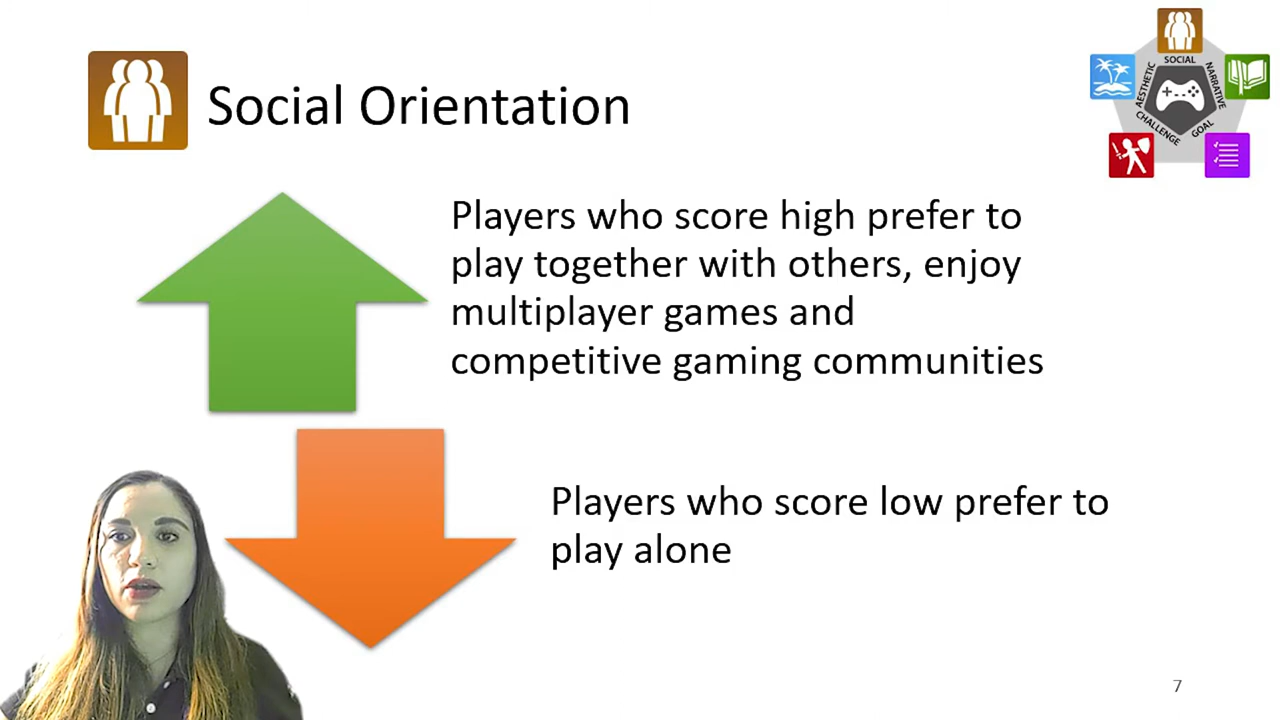 Social Orientation
SOCIAL
AESTHETIC
NARRATIVE
CHALLENGE
GOAL
Players who score high prefer to
play together with others, enjoy
multiplayer games and
competitive gaming communities
Players who score low prefer to
play alone
7